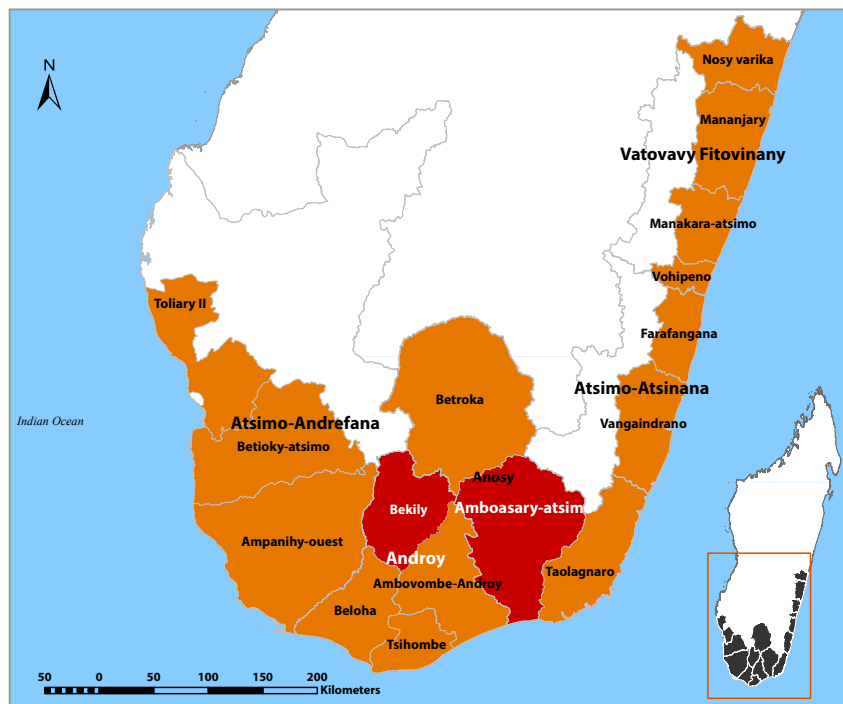 N
Nosy varika
Mananjary
Vatovavy Fitovinany
Manakara-atsimo
Vohipeno
Toliary II
Farafangana
Atsimo-Atsinana
Betroka
Atsimo-Andrefana
Vangaindrano
Indian Ocean
Betioky-atsimo
Anosy
Bekily
Amboasary-atsim
Ampanihy-ouest
Androy
Taolagnaro
Ambovombe-Androy
Beloha
Tsihombe
50 0 50 100 150 200
Kilometers